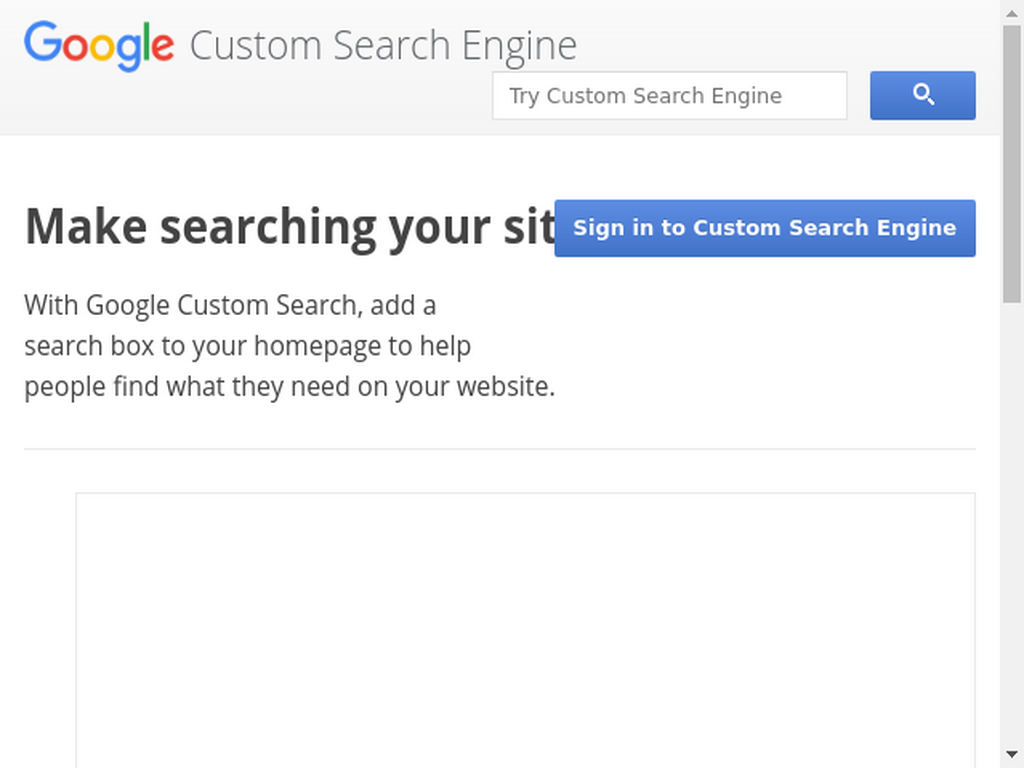 Google Custom Search Engine
Try Custom Search Engine
Make searching your sit
Sign in to Custom Search Engine
With Google Custom Search, add a
search box to your homepage to help
people find what they need on your website.